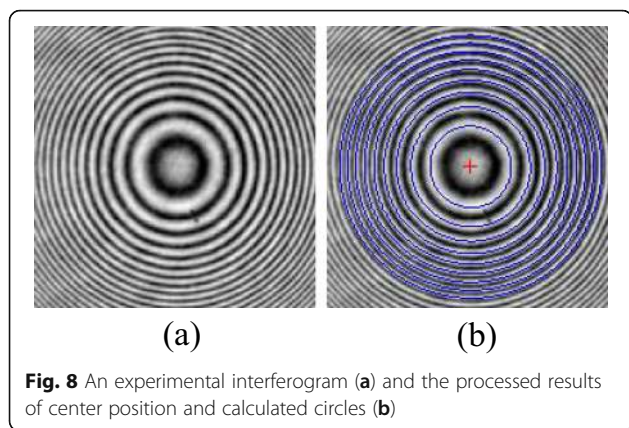 (a)
(b)
Fig. 8 An experimental interferogram (a) and the processed results
of center position and calculated circles (b)